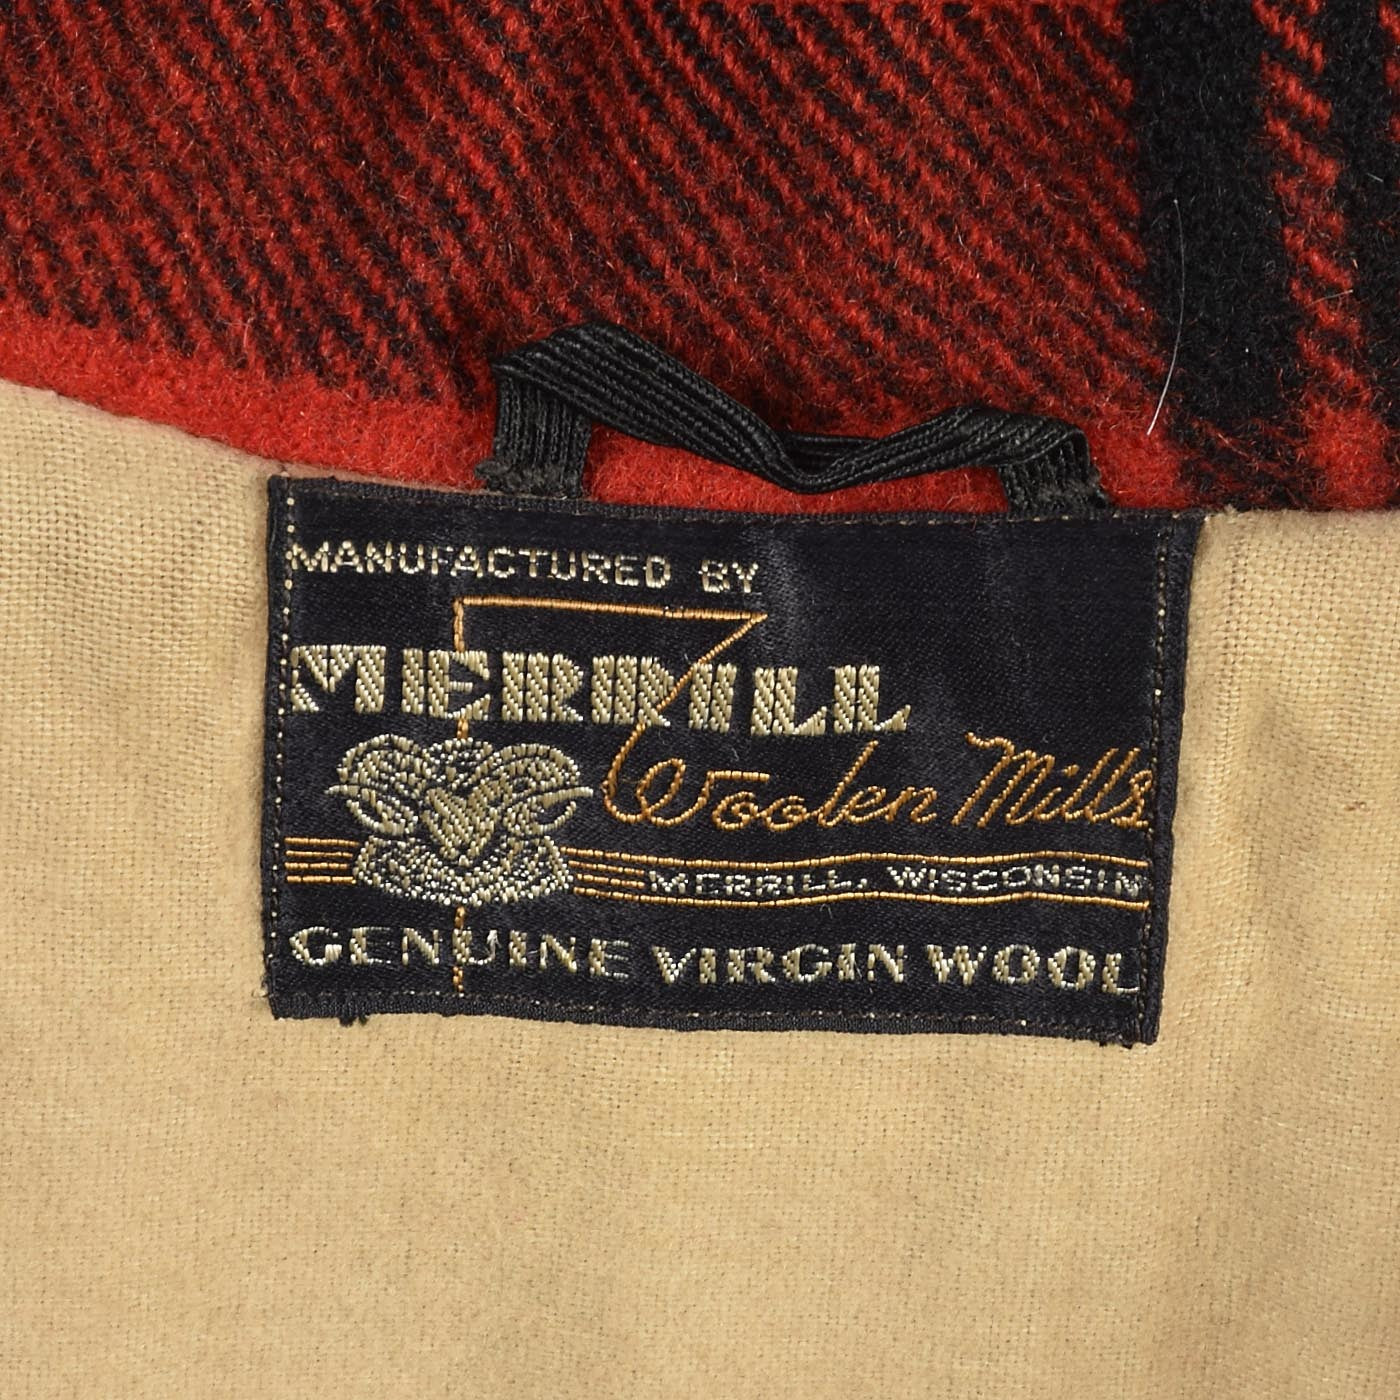 MANUFACTURED BY
MERRILL
Woolen Mills
MERRILL, WISCONSIN
GENUINE VIRGIN WOOL